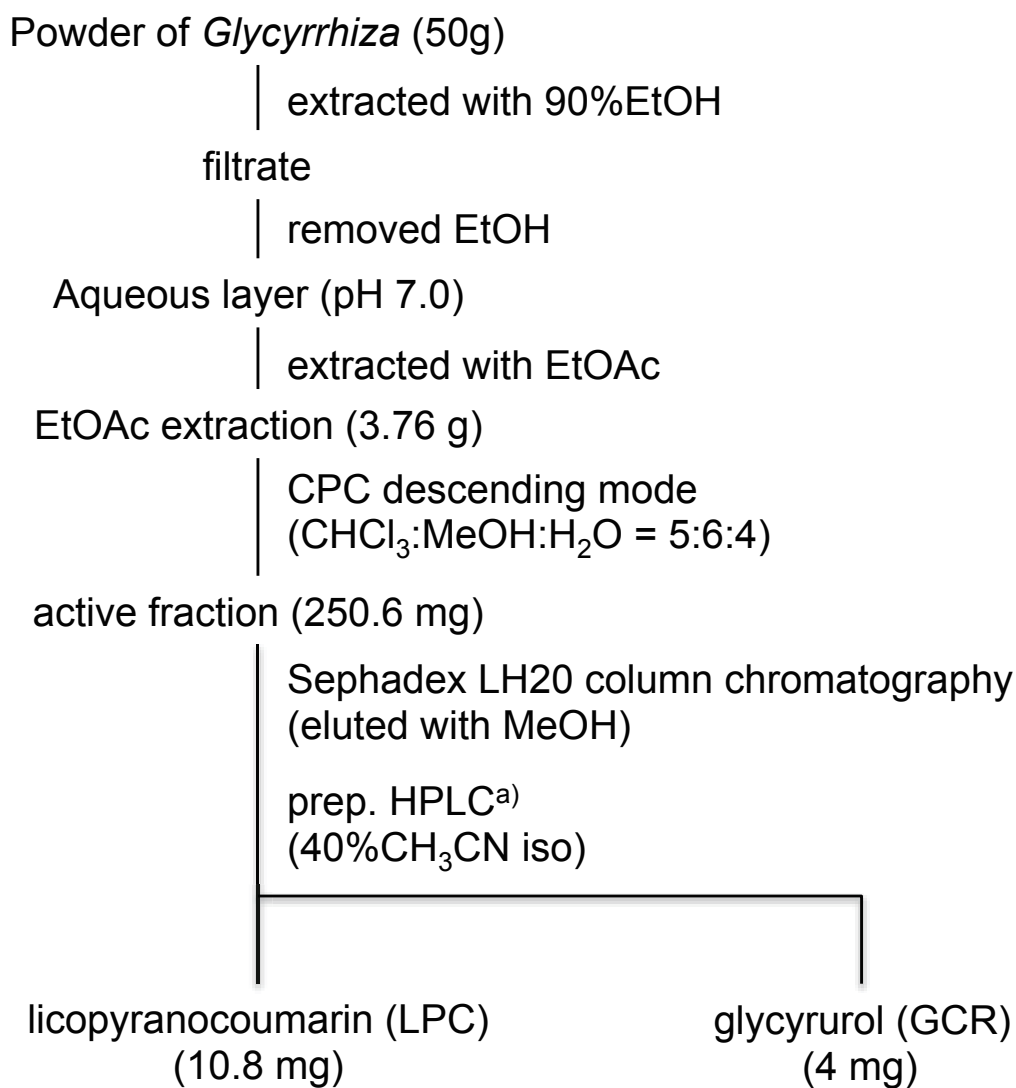 Powder of Glycyrrhiza (50g)
extracted with 90%EtOH
filtrate
removed EtOH
Aqueous layer (pH 7.0)
extracted with EtOAc
EtOAc extraction (3.76 g)
CPC descending mode
(CHCl₃:MeOH:H₂O = 5:6:4)
active fraction (250.6 mg)
Sephadex LH20 column chromatography
(eluted with MeOH)
prep. HPLCᵃ⁾
(40%CH₃CN iso)
licopyranocoumarin (LPC)
(10.8 mg)
glycyrurol (GCR)
(4 mg)